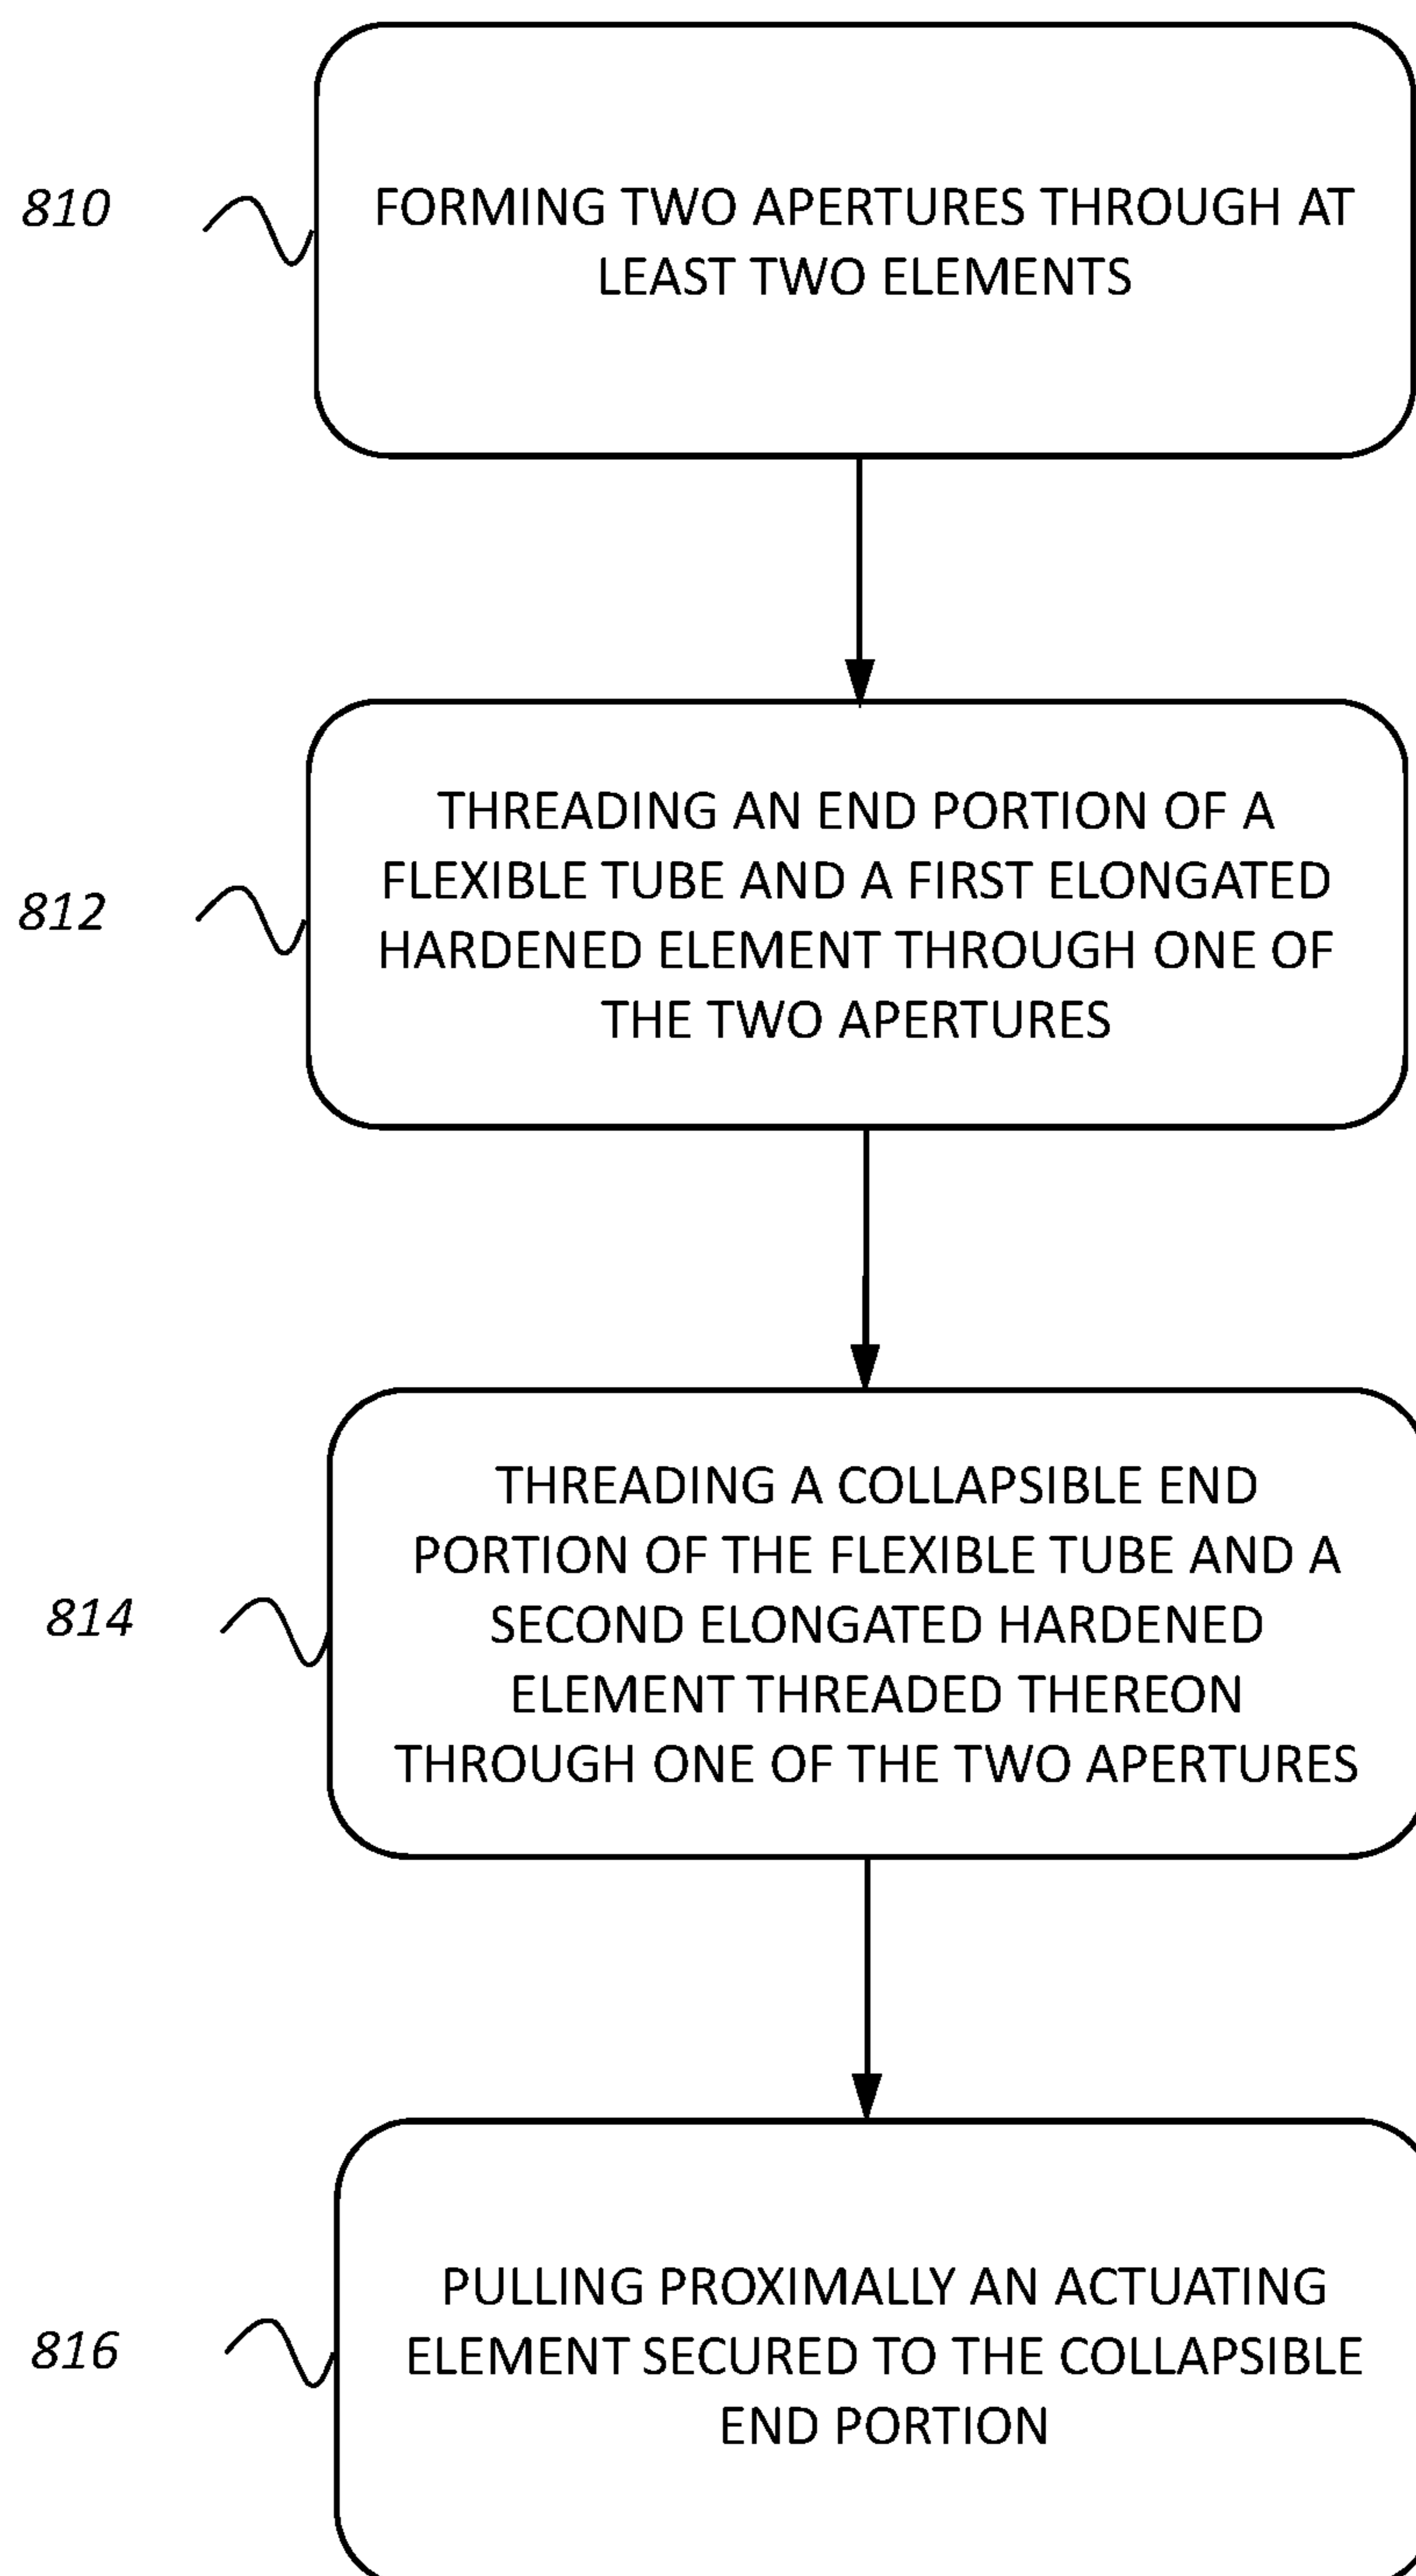 810
FORMING TWO APERTURES THROUGH AT
LEAST TWO ELEMENTS
812
THREADING AN END PORTION OF A
FLEXIBLE TUBE AND A FIRST ELONGATED
HARDENED ELEMENT THROUGH ONE OF
THE TWO APERTURES
814
THREADING A COLLAPSIBLE END
PORTION OF THE FLEXIBLE TUBE AND A
SECOND ELONGATED HARDENED
ELEMENT THREADED THEREON
THROUGH ONE OF THE TWO APERTURES
816
PULLING PROXIMALLY AN ACTUATING
ELEMENT SECURED TO THE COLLAPSIBLE
END PORTION